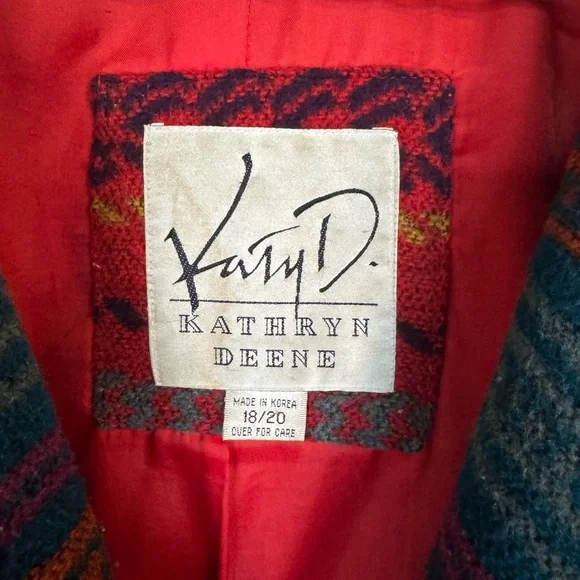 Katy D.
KATHRYN
DEENE
MADE IN KOREA
18/20
OVER FOR CARE